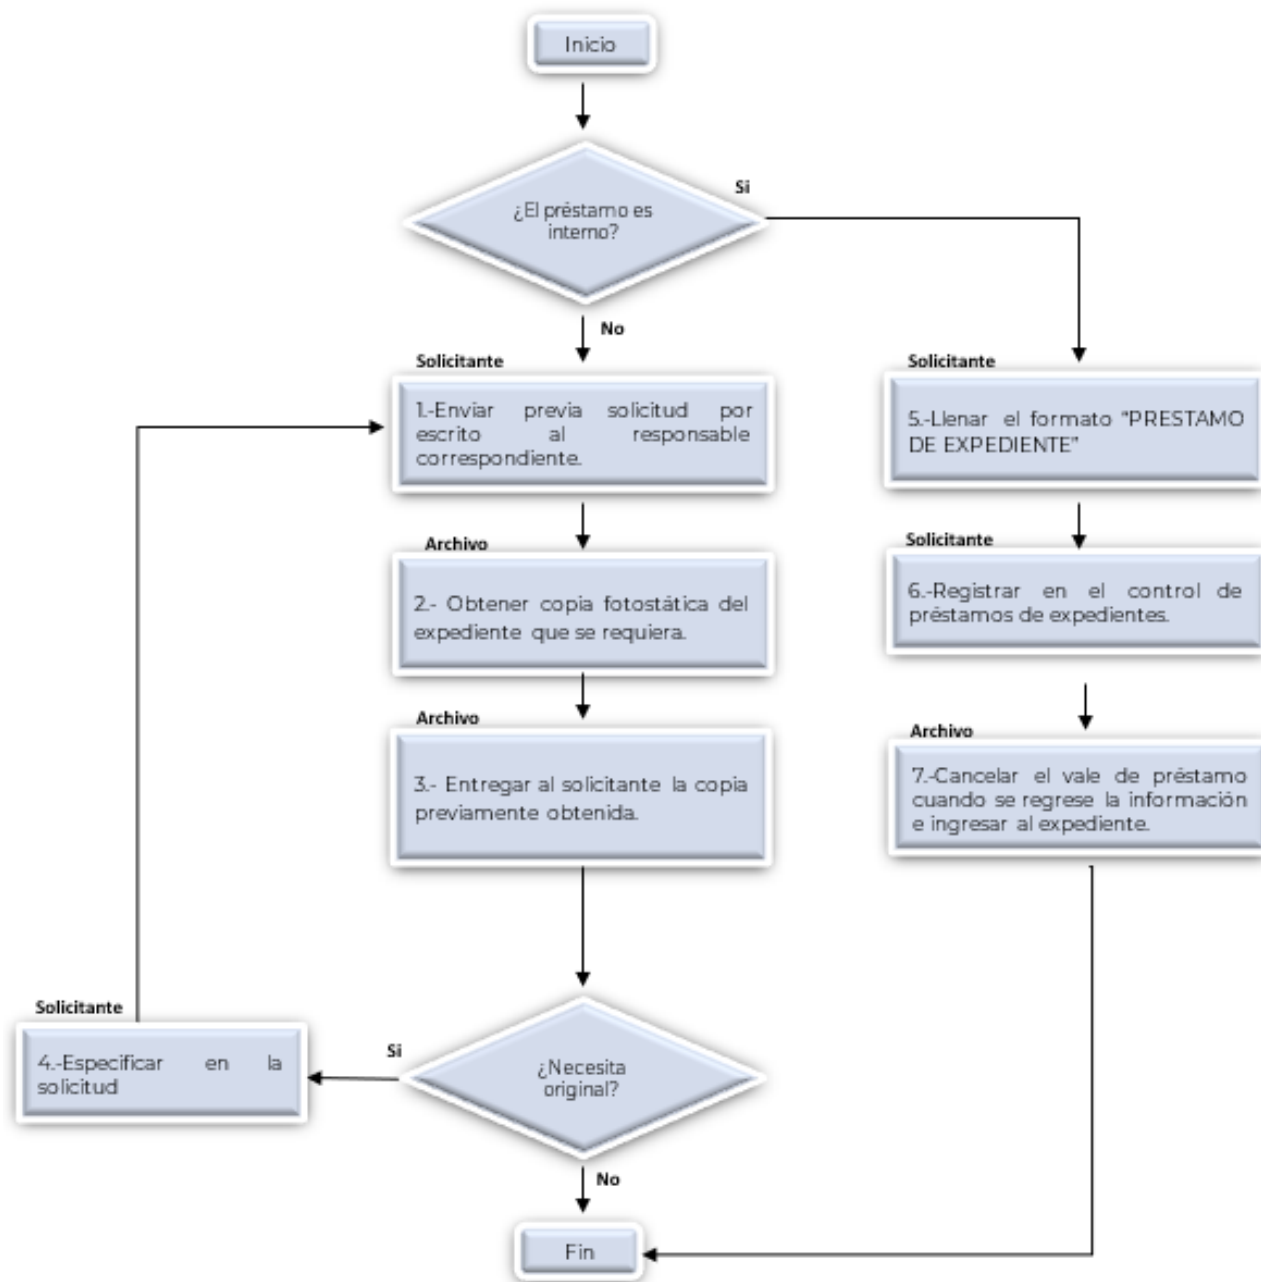 Inicio
Si
¿El préstamo es
interno?
No
Solicitante
1.-Enviar previa solicitud por
escrito al responsable
correspondiente.
Archivo
2.- Obtener copia fotostática del
expediente que se requiera.
Archivo
3.- Entregar al solicitante la copia
previamente obtenida.
Solicitante
4.-Especificar en la
solicitud
Si
¿Necesita
original?
No
Solicitante
5.-Llenar el formato “PRESTAMO
DE EXPEDIENTE”
Solicitante
6.-Registrar en el control de
préstamos de expedientes.
Archivo
7.-Cancelar el vale de préstamo
cuando se regrese la información
e ingresar al expediente.
Fin